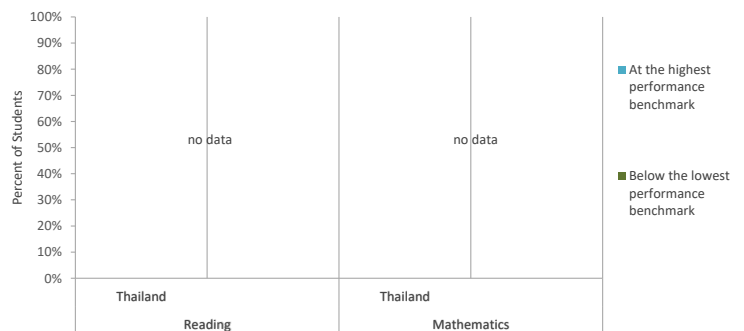 100%
90%
80%
70%
60%
50%
40%
30%
20%
10%
0%
Percent of Students
no data
no data
Thailand
Thailand
Reading
Mathematics
At the highest
performance
benchmark
Below the lowest
performance
benchmark